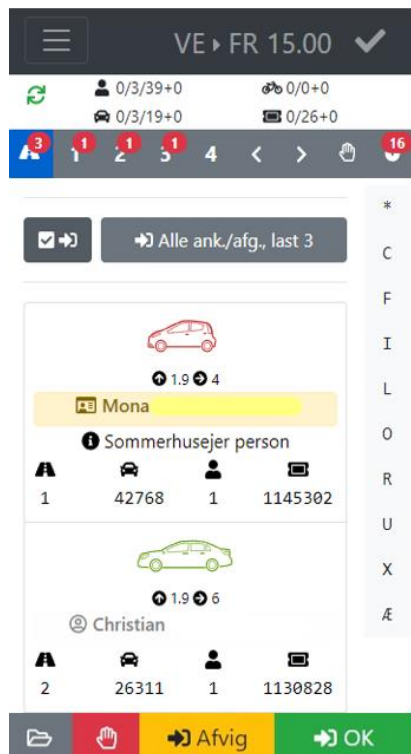 VE ▸ FR 15.00
0/3/39+0 0/0+0
0/3/19+0 0/26+0
3 1 1 1 16
1 2 3 4 < >
*
Alle ank./afg., last 3
C
F
I
1.9 4
L
Mona
O
Sommerhusejer person
R
1 42768 1 1145302
U
X
1.9 6
Æ
Christian
2 26311 1 1130828
Afvig OK